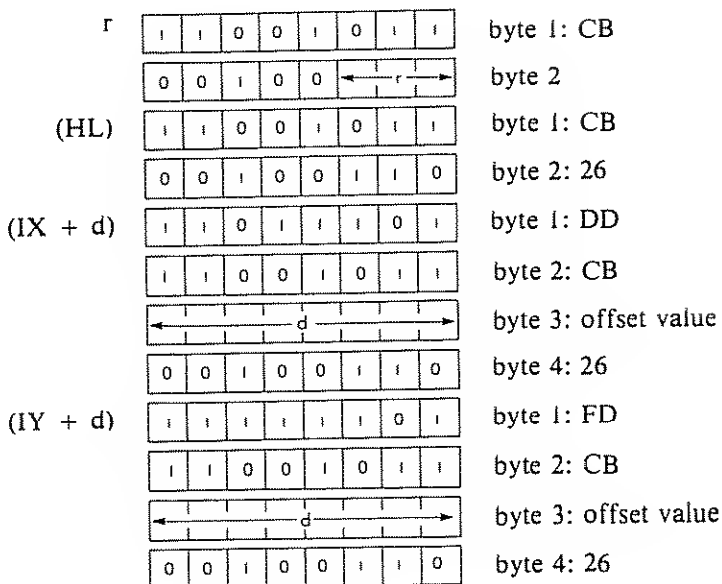 r 1 1 0 0 1 0 1 1 byte 1: CB
0 0 1 0 0 r byte 2
(HL) 1 1 0 0 1 0 1 1 byte 1: CB
0 0 1 0 0 1 1 0 byte 2: 26
(IX + d) 1 1 0 1 1 1 0 1 byte 1: DD
1 1 0 0 1 0 1 1 byte 2: CB
d byte 3: offset value
0 0 1 0 0 1 1 0 byte 4: 26
(IY + d) 1 1 1 1 1 1 0 1 byte 1: FD
1 1 0 0 1 0 1 1 byte 2: CB
d byte 3: offset value
0 0 1 0 0 1 1 0 byte 4: 26